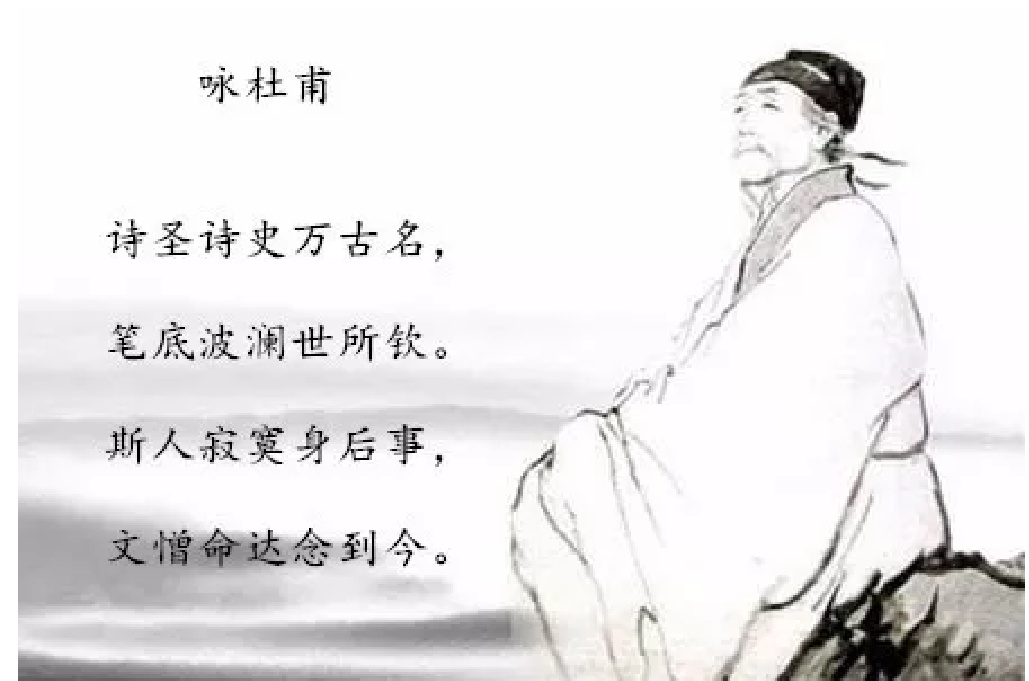 咏杜甫
诗圣诗史万古名，
笔底波澜世所钦。
斯人寂寞身后事，
文憎命达念到今。